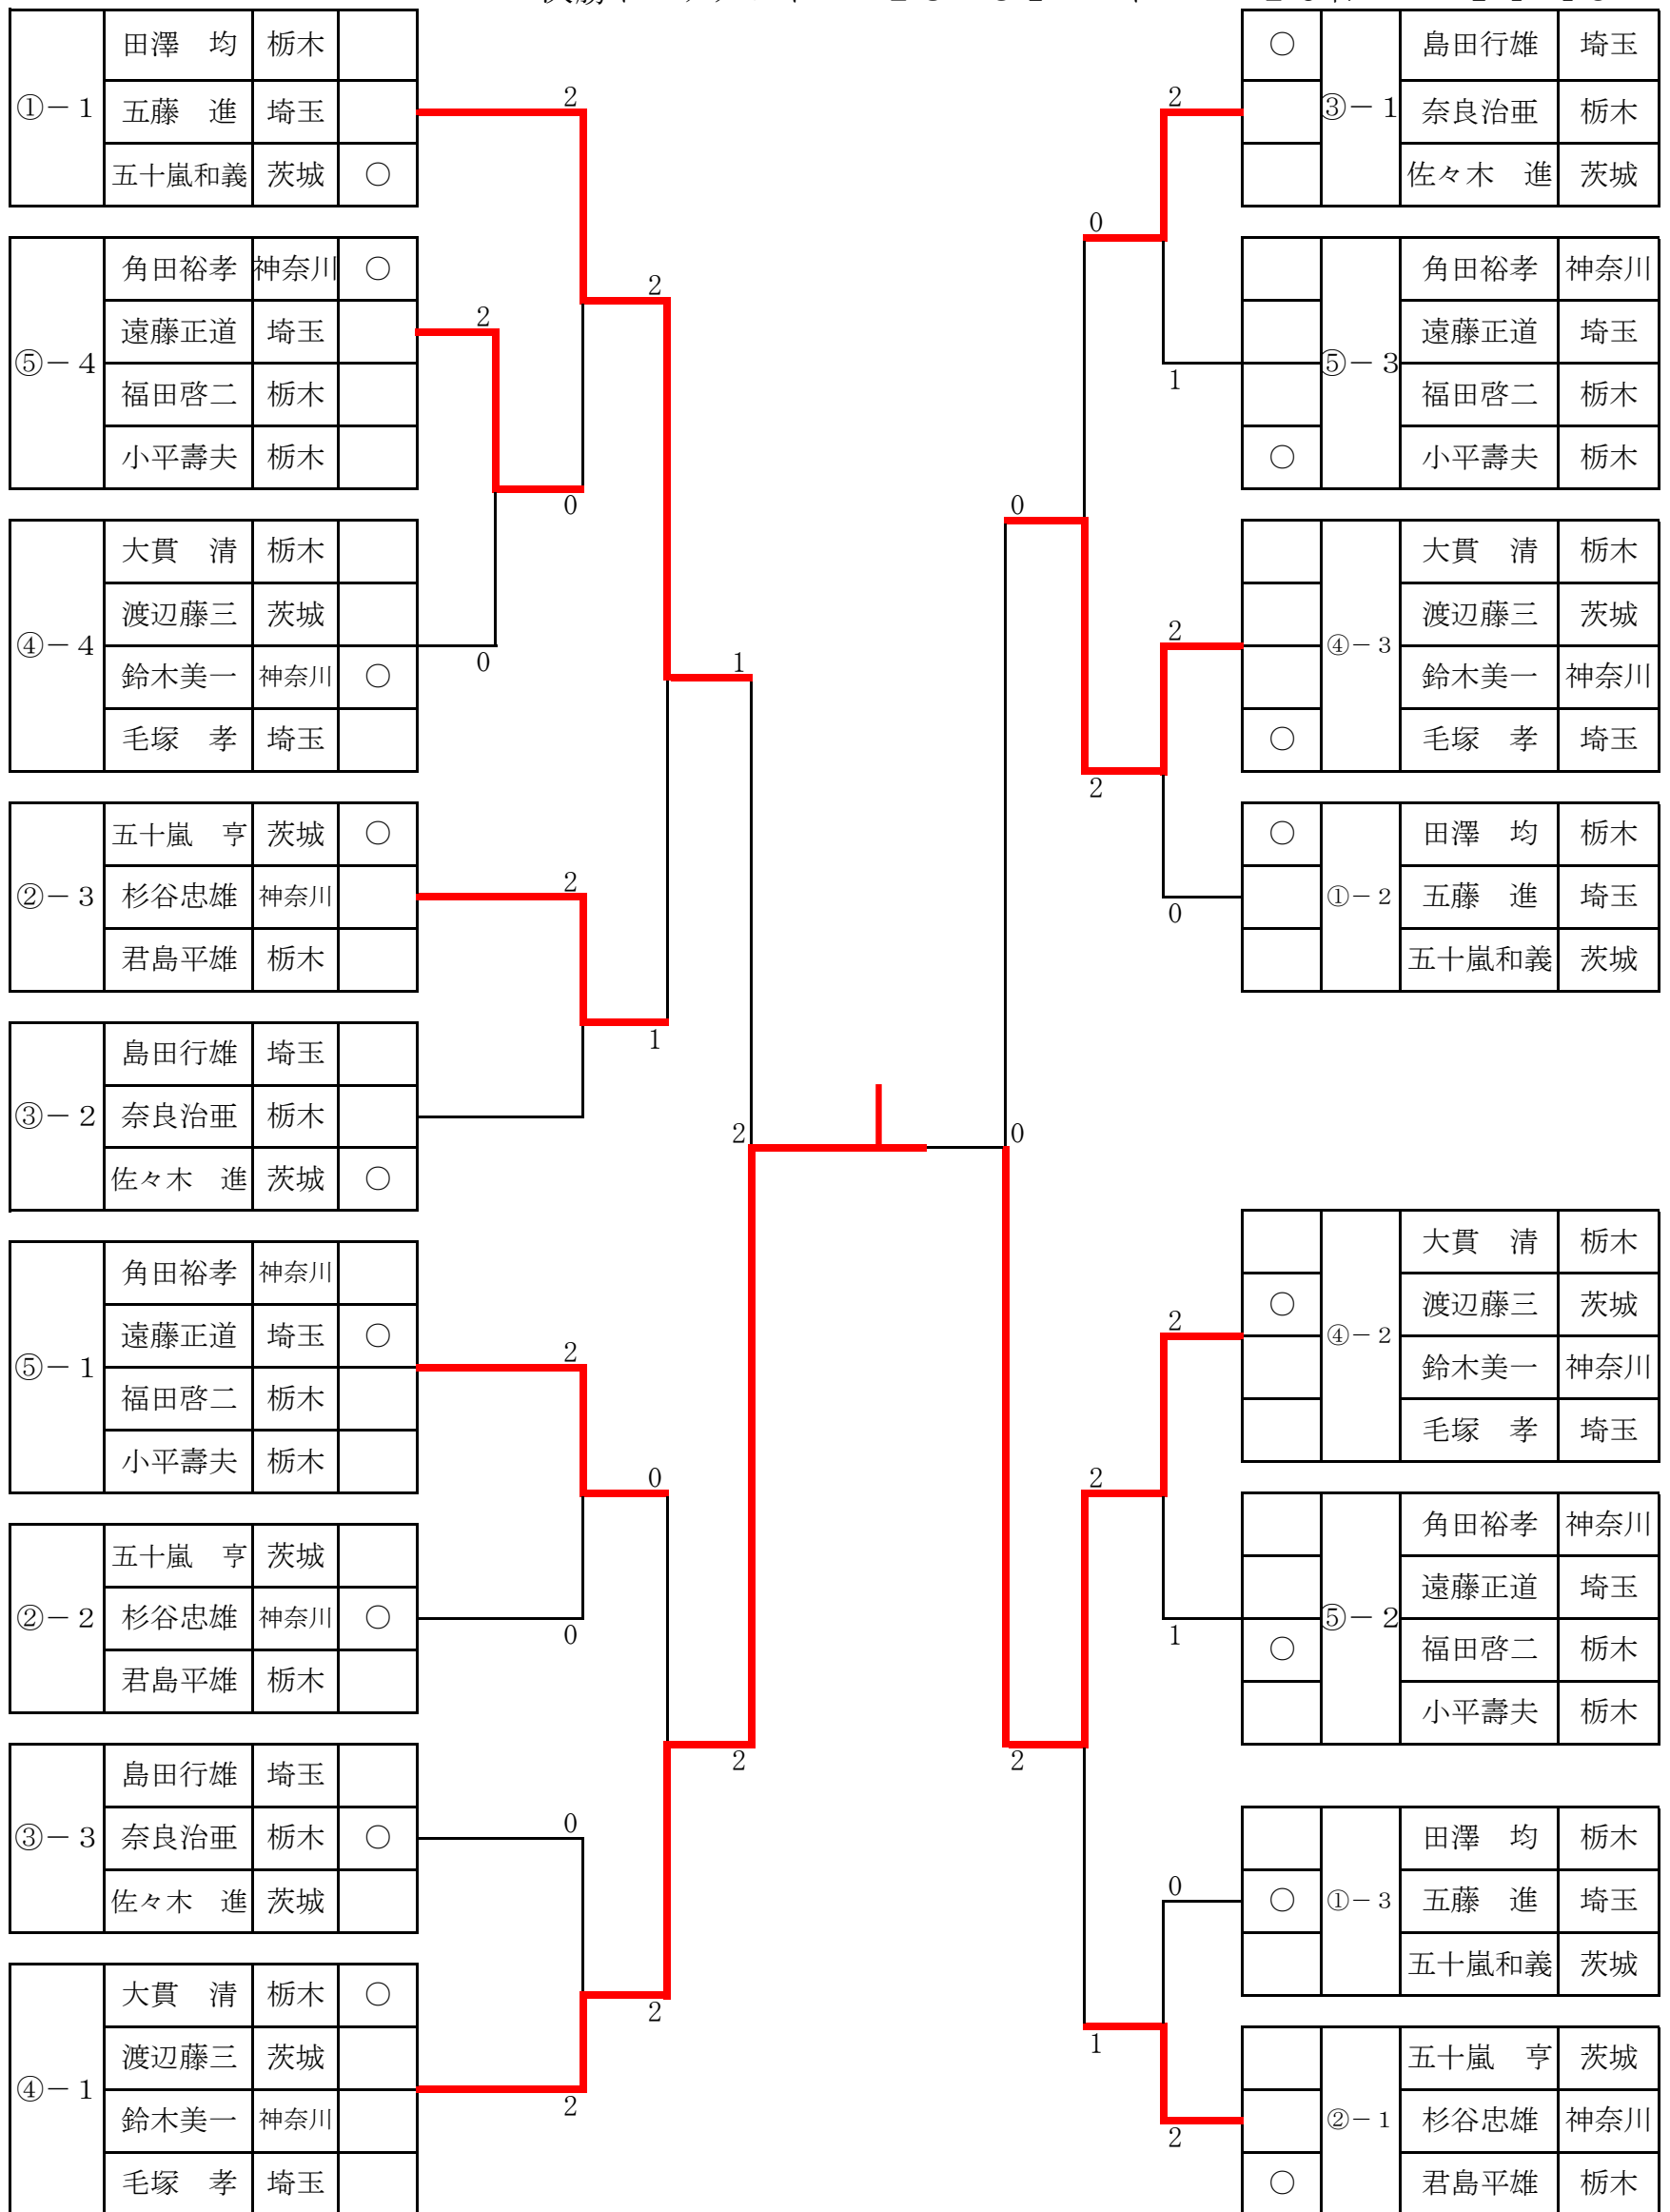 ①－１
田澤　均 栃木
五藤　進 埼玉
五十嵐和義 茨城 ○
2
⑤－４
角田裕孝 神奈川 ○
遠藤正道 埼玉
福田啓二 栃木
小平壽夫 栃木
2
2
0
④－４
大貫　清 栃木
渡辺藤三 茨城
鈴木美一 神奈川 ○
毛塚　孝 埼玉
0
1
②－３
五十嵐　亨 茨城 ○
杉谷忠雄 神奈川
君島平雄 栃木
2
1
③－２
島田行雄 埼玉
奈良治亜 栃木
佐々木　進 茨城 ○
2
⑤－１
角田裕孝 神奈川
遠藤正道 埼玉 ○
福田啓二 栃木
小平壽夫 栃木
2
0
②－２
五十嵐　亨 茨城
杉谷忠雄 神奈川 ○
君島平雄 栃木
0
2
③－３
島田行雄 埼玉
奈良治亜 栃木 ○
佐々木　進 茨城
0
④－１
大貫　清 栃木 ○
渡辺藤三 茨城
鈴木美一 神奈川
毛塚　孝 埼玉
2
2
○ ③－１ 島田行雄 埼玉
奈良治亜 栃木
佐々木　進 茨城
2
0
⑤－３
角田裕孝 神奈川
遠藤正道 埼玉
福田啓二 栃木
○ 小平壽夫 栃木
1
0
④－３
大貫　清 栃木
渡辺藤三 茨城
鈴木美一 神奈川
○ 毛塚　孝 埼玉
2
2
①－２
○ 田澤　均 栃木
五藤　進 埼玉
五十嵐和義 茨城
0
0
④－２
大貫　清 栃木
○ 渡辺藤三 茨城
鈴木美一 神奈川
毛塚　孝 埼玉
2
2
⑤－２
角田裕孝 神奈川
遠藤正道 埼玉
○ 福田啓二 栃木
小平壽夫 栃木
1
2
①－３
田澤　均 栃木
○ 五藤　進 埼玉
五十嵐和義 茨城
0
1
②－１
五十嵐　亨 茨城
杉谷忠雄 神奈川
○ 君島平雄 栃木
2